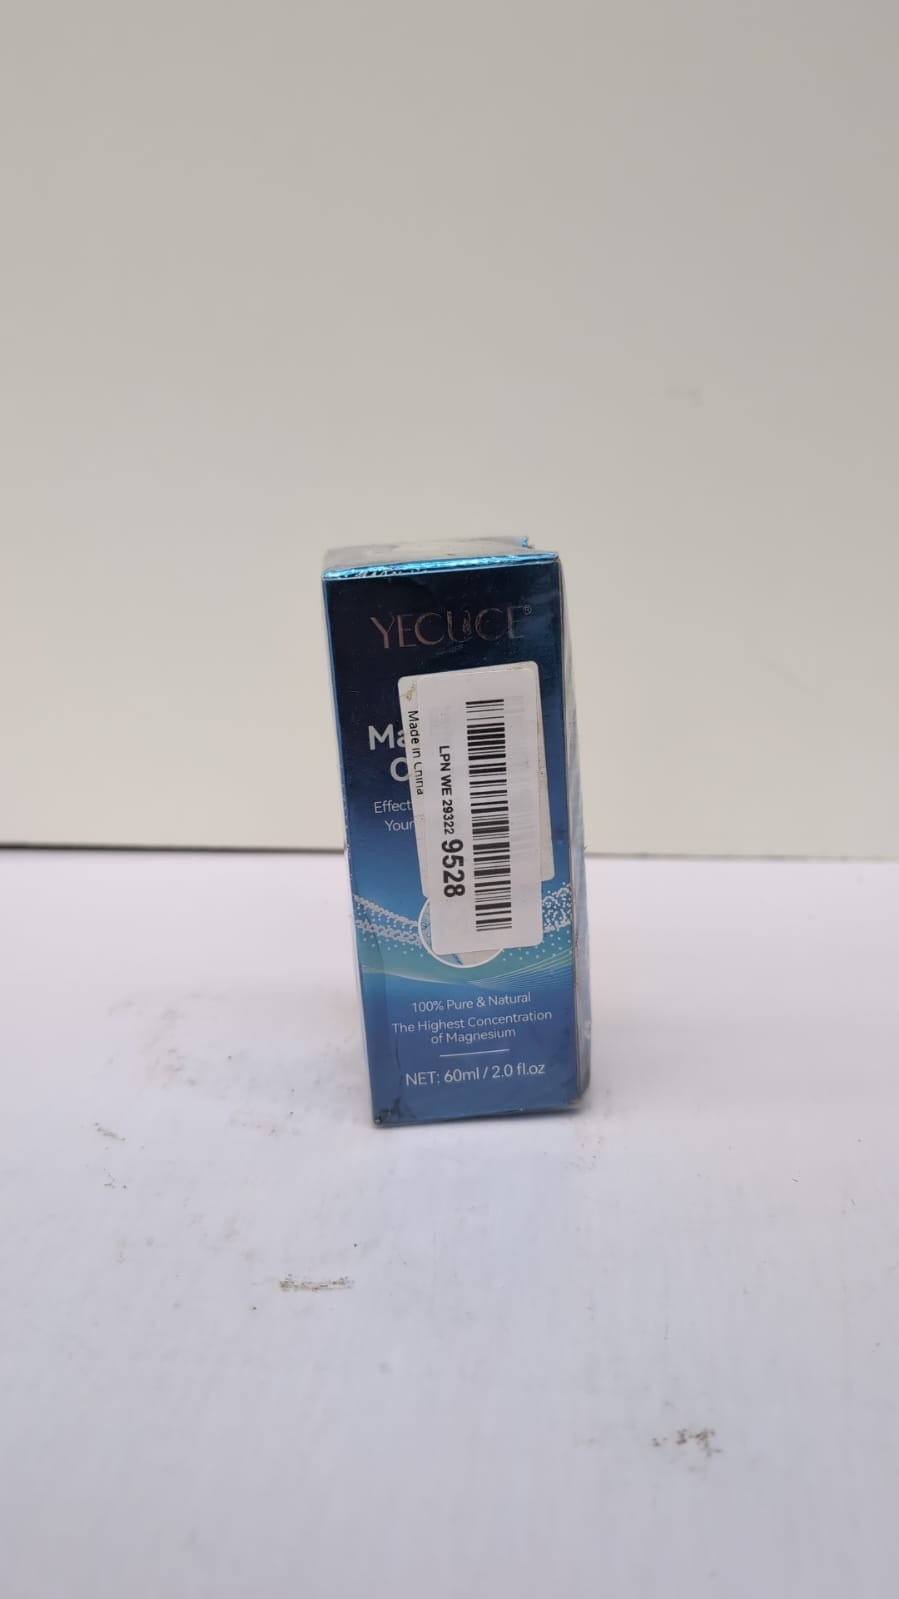 YECUCE®
Ma
O
Effect
Your
Made in China
LPN WE 29322 9528
100% Pure & Natural
The Highest Concentration
of Magnesium
NET: 60ml / 2.0 fl.oz